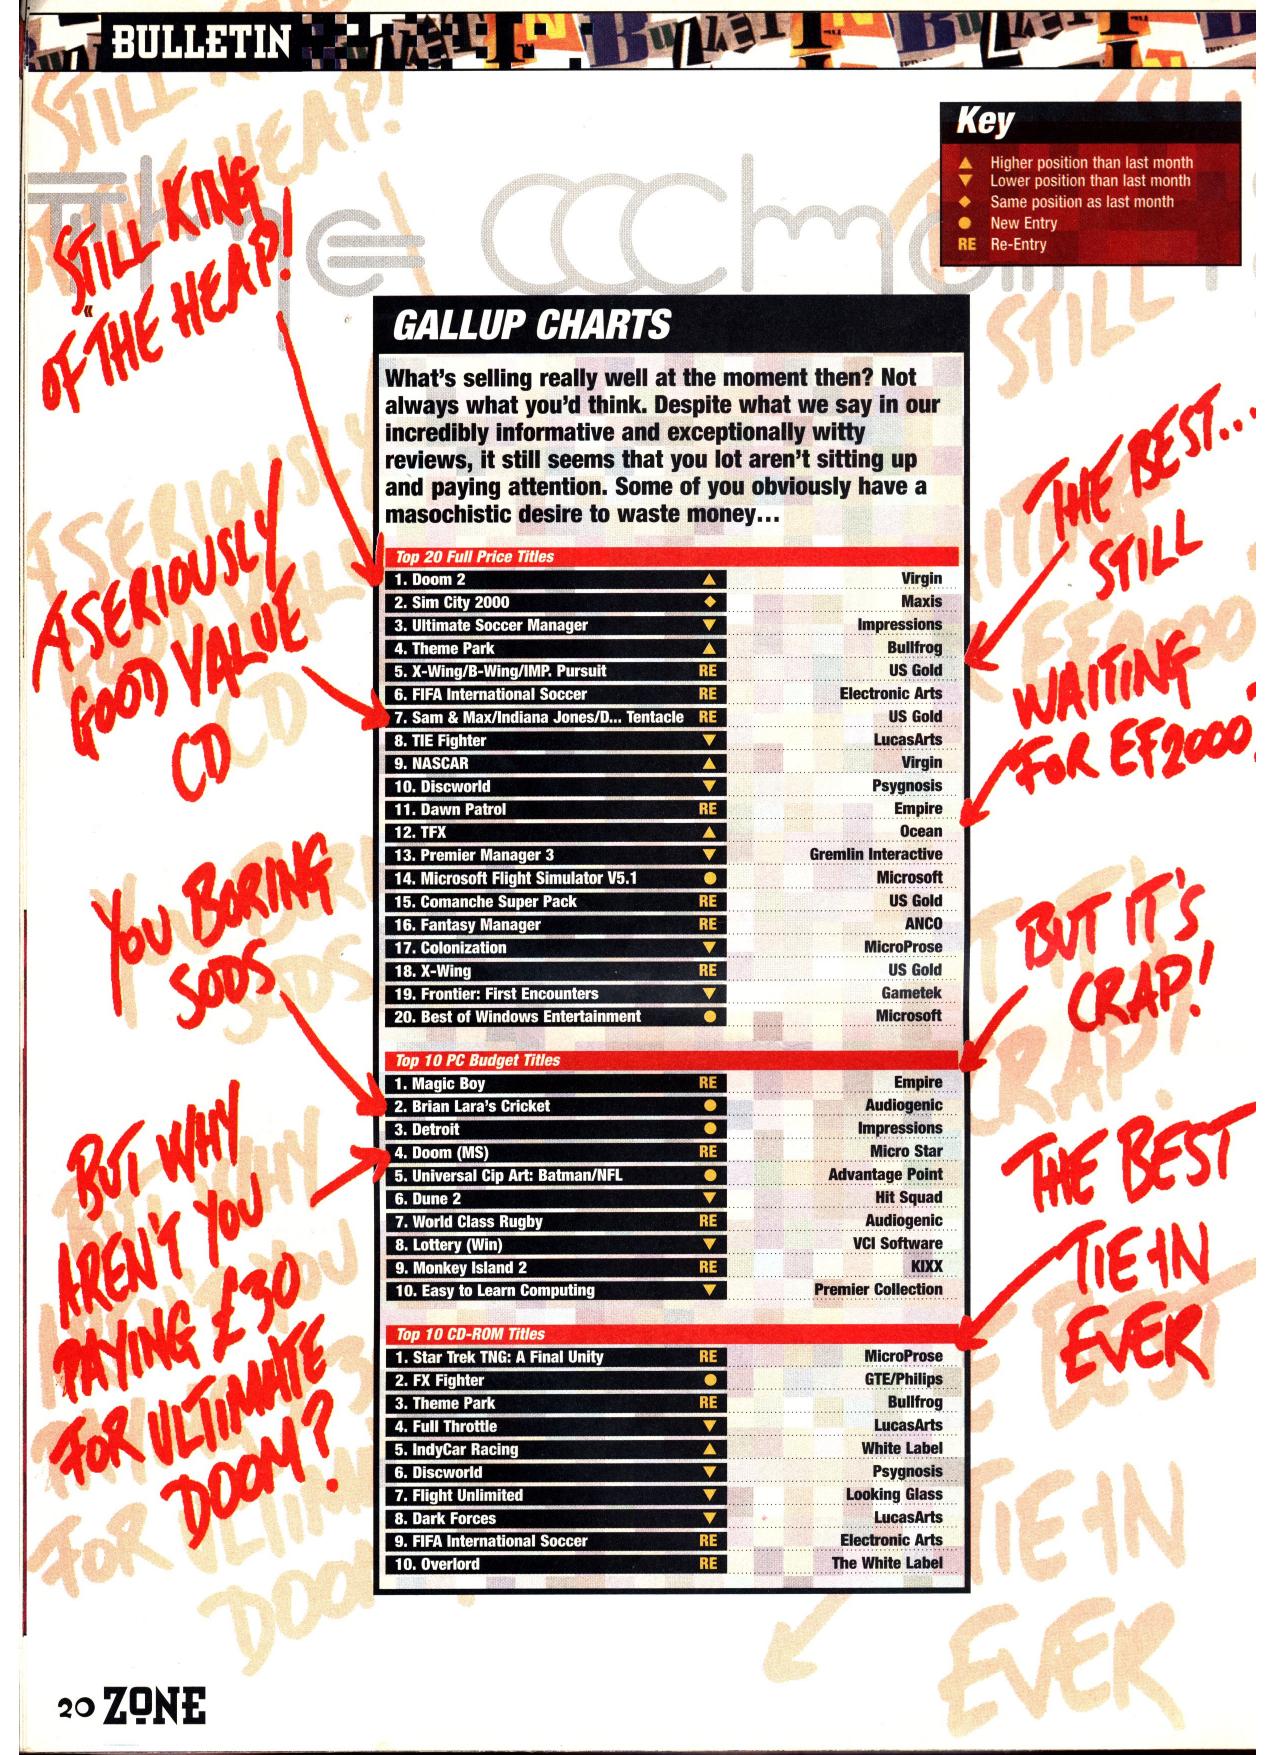 BULLETIN
The CCCharts
Key
▲ Higher position than last month
▼ Lower position than last month
◆ Same position as last month
● New Entry
RE Re-Entry
STILL KING
OF THE HEAP!
A SERIOUSLY
GOOD VALUE
CD
YOU BORING
SODS
BUT WHY
AREN'T YOU
PAYING £30
FOR ULTIMATE
DOOM?
GALLUP CHARTS
What's selling really well at the moment then? Not
always what you'd think. Despite what we say in our
incredibly informative and exceptionally witty
reviews, it still seems that you lot aren't sitting up
and paying attention. Some of you obviously have a
masochistic desire to waste money...
Top 20 Full Price Titles
1. Doom 2 ▲ Virgin
2. Sim City 2000 ◆ Maxis
3. Ultimate Soccer Manager ▼ Impressions
4. Theme Park ▲ Bullfrog
5. X-Wing/B-Wing/IMP. Pursuit RE US Gold
6. FIFA International Soccer RE Electronic Arts
7. Sam & Max/Indiana Jones/D... Tentacle RE US Gold
8. TIE Fighter ▼ LucasArts
9. NASCAR ▲ Virgin
10. Discworld ▼ Psygnosis
11. Dawn Patrol RE Empire
12. TFX ▲ Ocean
13. Premier Manager 3 ▼ Gremlin Interactive
14. Microsoft Flight Simulator V5.1 ● Microsoft
15. Comanche Super Pack RE US Gold
16. Fantasy Manager RE ANCO
17. Colonization ▼ MicroProse
18. X-Wing RE US Gold
19. Frontier: First Encounters ▼ Gametek
20. Best of Windows Entertainment ● Microsoft
Top 10 PC Budget Titles
1. Magic Boy RE Empire
2. Brian Lara's Cricket ● Audiogenic
3. Detroit ● Impressions
4. Doom (MS) RE Micro Star
5. Universal Cip Art: Batman/NFL ● Advantage Point
6. Dune 2 ▼ Hit Squad
7. World Class Rugby RE Audiogenic
8. Lottery (Win) ▼ VCI Software
9. Monkey Island 2 RE KIXX
10. Easy to Learn Computing ▼ Premier Collection
Top 10 CD-ROM Titles
1. Star Trek TNG: A Final Unity RE MicroProse
2. FX Fighter ● GTE/Philips
3. Theme Park RE Bullfrog
4. Full Throttle ▼ LucasArts
5. IndyCar Racing ▲ White Label
6. Discworld ▼ Psygnosis
7. Flight Unlimited ▼ Looking Glass
8. Dark Forces ▼ LucasArts
9. FIFA International Soccer RE Electronic Arts
10. Overlord RE The White Label
THE BEST...
STILL
WAITING
FOR EF2000
BUT IT'S
CRAP!
THE BEST
TIE-IN
EVER
20 ZONE